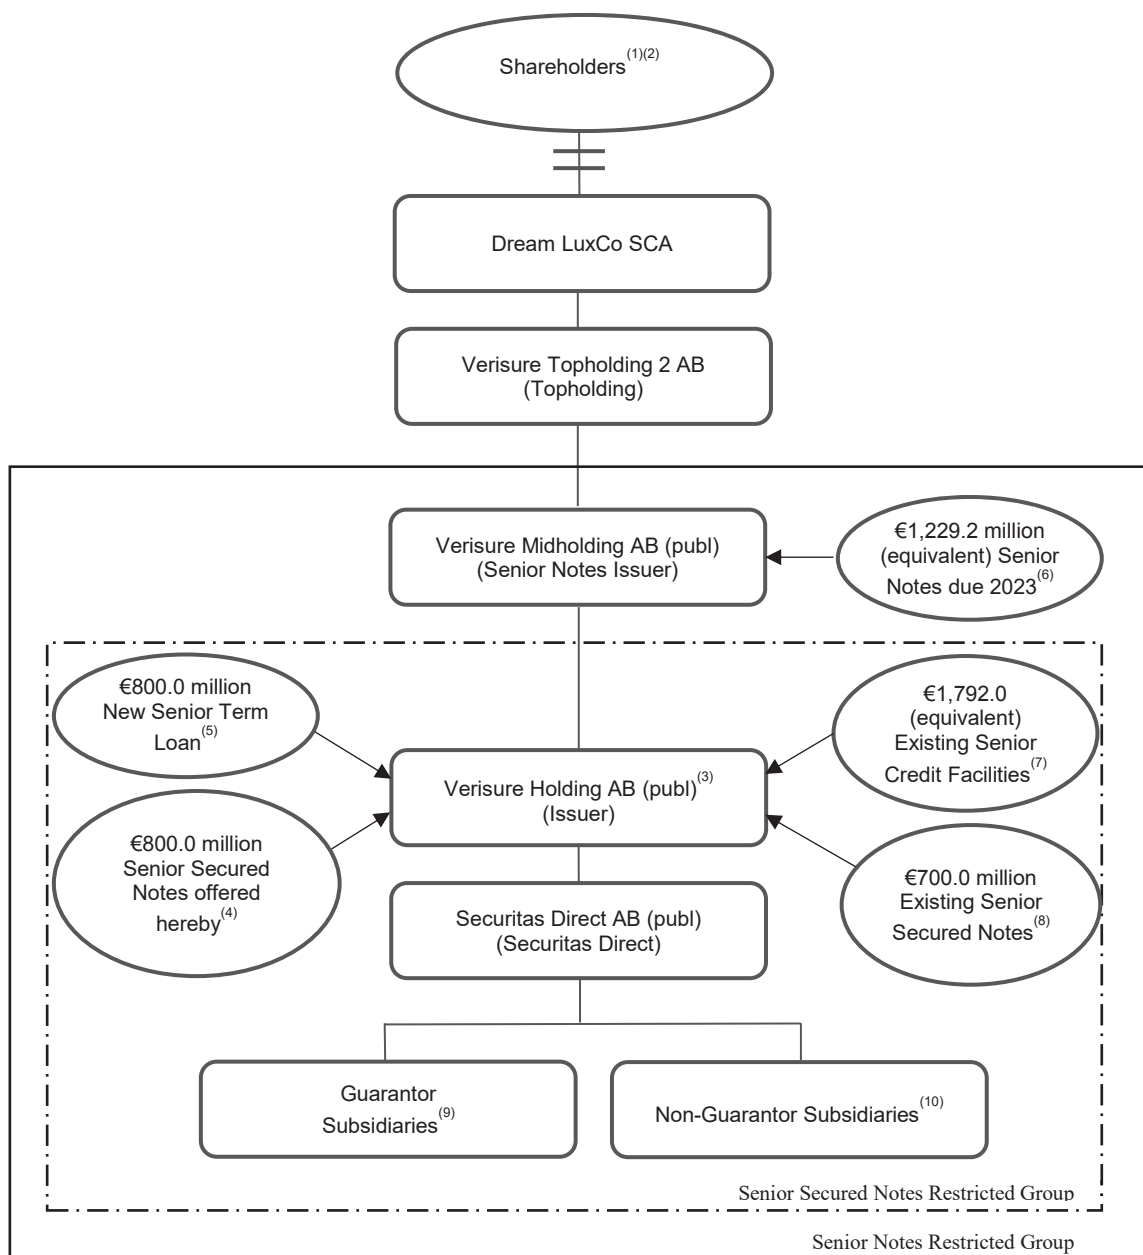 Shareholders(1)(2)
Dream LuxCo SCA
Verisure Topholding 2 AB
(Topholding)
Verisure Midholding AB (publ)
(Senior Notes Issuer)
€1,229.2 million
(equivalent) Senior
Notes due 2023(6)
€800.0 million
New Senior Term
Loan(5)
€1,792.0
(equivalent)
Existing Senior
Credit Facilities(7)
Verisure Holding AB (publ)(3)
(Issuer)
€800.0 million
Senior Secured
Notes offered
hereby(4)
€700.0 million
Existing Senior
Secured Notes(8)
Securitas Direct AB (publ)
(Securitas Direct)
Guarantor
Subsidiaries(9)
Non-Guarantor Subsidiaries(10)
Senior Secured Notes Restricted Group
Senior Notes Restricted Group